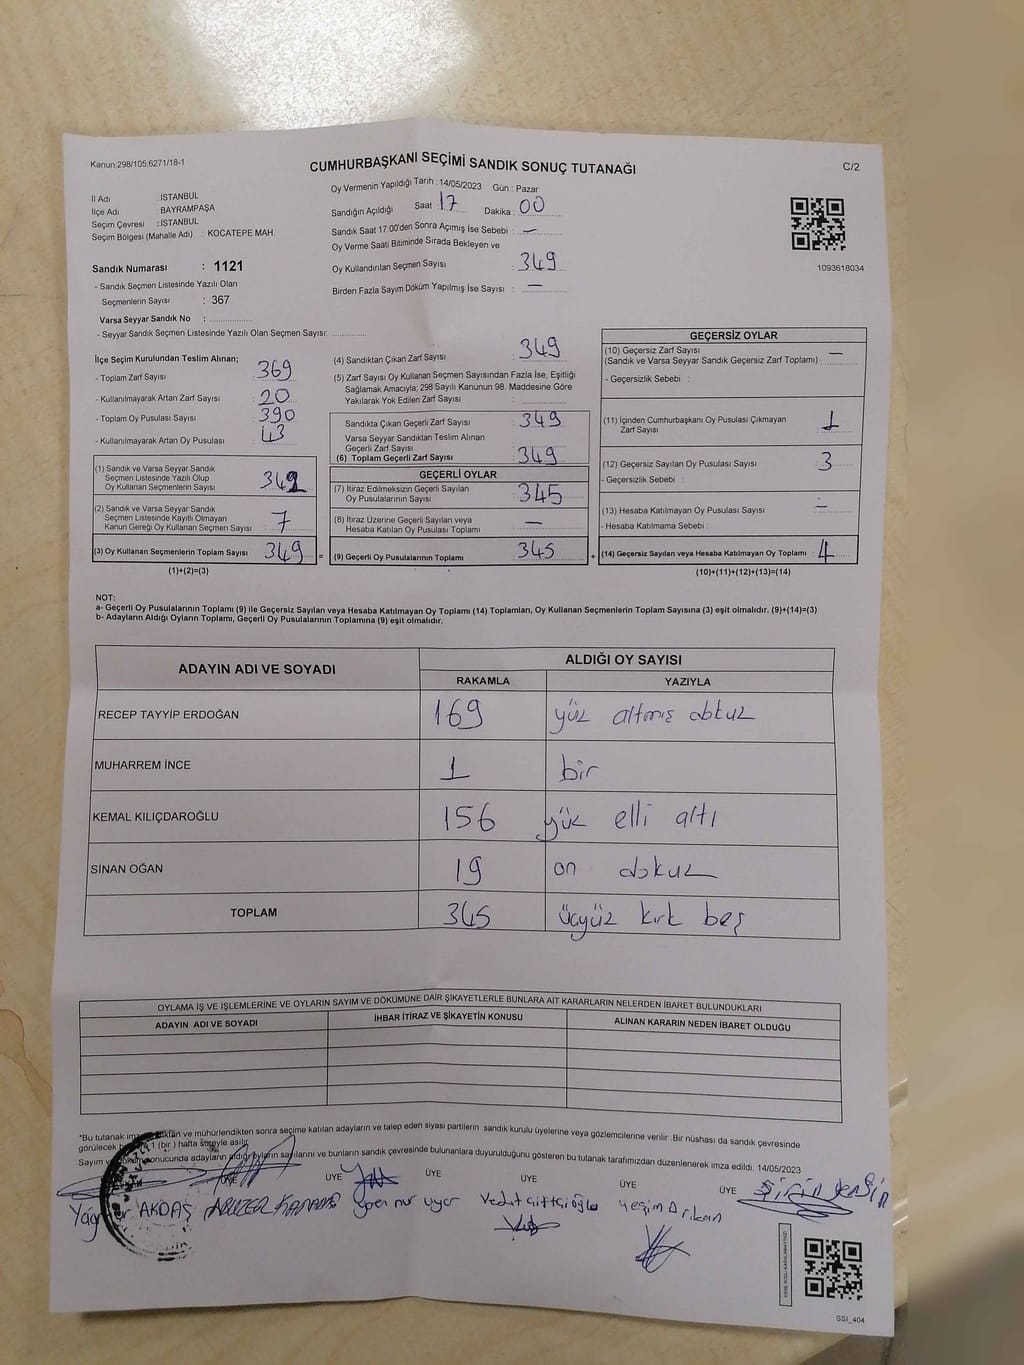 Kanun:298/105;6271/18-1
CUMHURBAŞKANI SEÇİMİ SANDIK SONUÇ TUTANAĞI
C/2
İl Adı : İSTANBUL
İlçe Adı : BAYRAMPAŞA
Seçim Çevresi : İSTANBUL
Seçim Bölgesi (Mahalle Adı) : KOCATEPE MAH.
Sandık Numarası : 1121
- Sandık Seçmen Listesinde Yazılı Olan
Seçmenlerin Sayısı : 367
Varsa Seyyar Sandık No :
- Seyyar Sandık Seçmen Listesinde Yazılı Olan Seçmen Sayısı:
Oy Vermenin Yapıldığı Tarih : 14/05/2023 Gün : Pazar
Sandığın Açıldığı Saat : 17 Dakika : 00
Sandık Saat 17:00'den Sonra Açımış İse Sebebi : —
Oy Verme Saati Bitiminde Sırada Bekleyen ve
Oy Kullandırılan Seçmen Sayısı : 349
Birden Fazla Sayım Döküm Yapılmış İse Sayısı : —
1093618034
İlçe Seçim Kurulundan Teslim Alınan;
- Toplam Zarf Sayısı : 369
- Kullanılmayarak Artan Zarf Sayısı : 20
- Toplam Oy Pusulası Sayısı : 390
- Kullanılmayarak Artan Oy Pusulası : 43
(1) Sandık ve Varsa Seyyar Sandık
Seçmen Listesinde Yazılı Olup
Oy Kullanan Seçmenlerin Sayısı : 342
(2) Sandık ve Varsa Seyyar Sandık
Seçmen Listesinde Kayıtlı Olmayan
Kanun Gereği Oy Kullanan Seçmen Sayısı : 7
(3) Oy Kullanan Seçmenlerin Toplam Sayısı : 349 =
(1)+(2)=(3)
(4) Sandıktan Çıkan Zarf Sayısı : 349
(5) Zarf Sayısı Oy Kullanan Seçmen Sayısından Fazla İse, Eşitliği
Sağlamak Amacıyla; 298 Sayılı Kanunun 98. Maddesine Göre
Yakılarak Yok Edilen Zarf Sayısı :
Sandıkta Çıkan Geçerli Zarf Sayısı : 349
Varsa Seyyar Sandıktan Teslim Alınan
Geçerli Zarf Sayısı :
(6) Toplam Geçerli Zarf Sayısı : 349
GEÇERLİ OYLAR
(7) İtiraz Edilmeksizin Geçerli Sayılan
Oy Pusulalarının Sayısı : 345
(8) İtiraz Üzerine Geçerli Sayılan veya
Hesaba Katılan Oy Pusulası Toplamı : —
(9) Geçerli Oy Pusulalarının Toplamı : 345 +
GEÇERSİZ OYLAR
(10) Geçersiz Zarf Sayısı
(Sandık ve Varsa Seyyar Sandık Geçersiz Zarf Toplamı) : —
- Geçersizlik Sebebi :
(11) İçinden Cumhurbaşkanı Oy Pusulası Çıkmayan
Zarf Sayısı : 1
(12) Geçersiz Sayılan Oy Pusulası Sayısı : 3
- Geçersizlik Sebebi :
(13) Hesaba Katılmayan Oy Pusulası Sayısı : —
- Hesaba Katılmama Sebebi :
(14) Geçersiz Sayılan veya Hesaba Katılmayan Oy Toplamı : 4
(10)+(11)+(12)+(13)=(14)
NOT:
a- Geçerli Oy Pusulalarının Toplamı (9) ile Geçersiz Sayılan veya Hesaba Katılmayan Oy Toplamı (14) Toplamları, Oy Kullanan Seçmenlerin Toplam Sayısına (3) eşit olmalıdır. (9)+(14)=(3)
b- Adayların Aldığı Oyların Toplamı, Geçerli Oy Pusulalarının Toplamına (9) eşit olmalıdır.
ADAYIN ADI VE SOYADI ALDIĞI OY SAYISI
RAKAMLA YAZIYLA
RECEP TAYYİP ERDOĞAN 169 yüz altmış dokuz
MUHARREM İNCE 1 bir
KEMAL KILIÇDAROĞLU 156 yüz elli altı
SİNAN OĞAN 19 on dokuz
TOPLAM 345 üçyüz kırk beş
OYLAMA İŞ VE İŞLEMLERİNE VE OYLARIN SAYIM VE DÖKÜMÜNE DAİR ŞİKAYETLERLE BUNLARA AİT KARARLARIN NELERDEN İBARET BULUNDUKLARI
ADAYIN ADI VE SOYADI İHBAR İTİRAZ VE ŞİKAYETİN KONUSU ALINAN KARARIN NEDEN İBARET OLDUĞU
*Bu tutanak ve mühürlendikten sonra seçime katılan adayların ve talep eden siyasi partilerin sandık kurulu üyelerine veya gözlemcilerine verilir. Bir nüshası da sandık çevresinde
görülecek 1 (bir) hafta süreyle asılır.
Sayım ve sonucunda adayların aldığı oyların sayılarını ve bunların sandık çevresinde bulunanlara duyurulduğunu gösteren bu tutanak tarafımızdan düzenlenerek imza edildi. 14/05/2023
ÜYE ÜYE ÜYE ÜYE ÜYE ÜYE
AKDAŞ nur uyar Vedat Çiftçioğlu Yeşim Arıkan
SSI_404